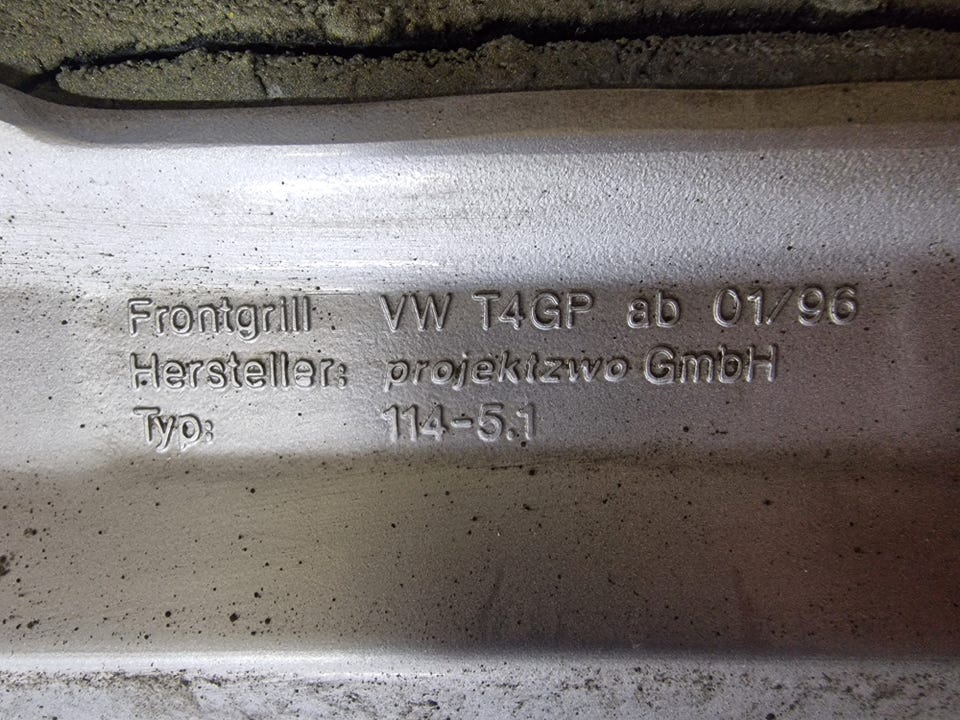 Frontgrill VW T4GP ab 01/96
Hersteller: projektzwo GmbH
Typ: 114-5.1